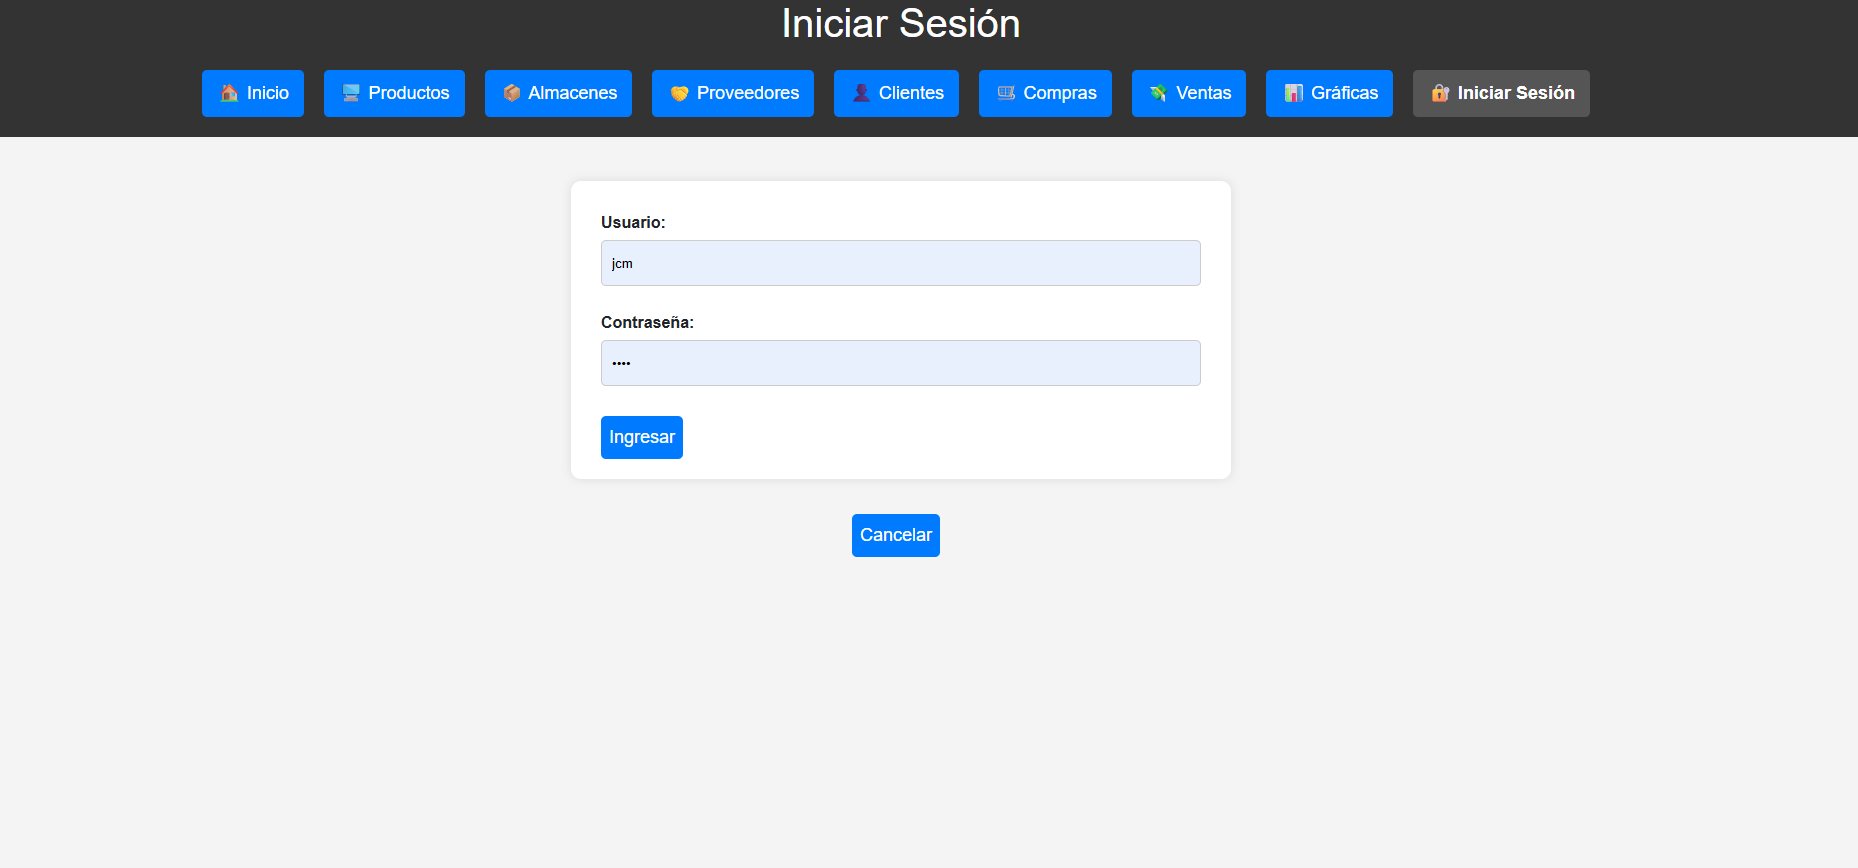 Iniciar Sesión
Inicio Productos Almacenes Proveedores Clientes Compras Ventas Gráficas Iniciar Sesión
Usuario:
jcm
Contraseña:
••••
Ingresar
Cancelar